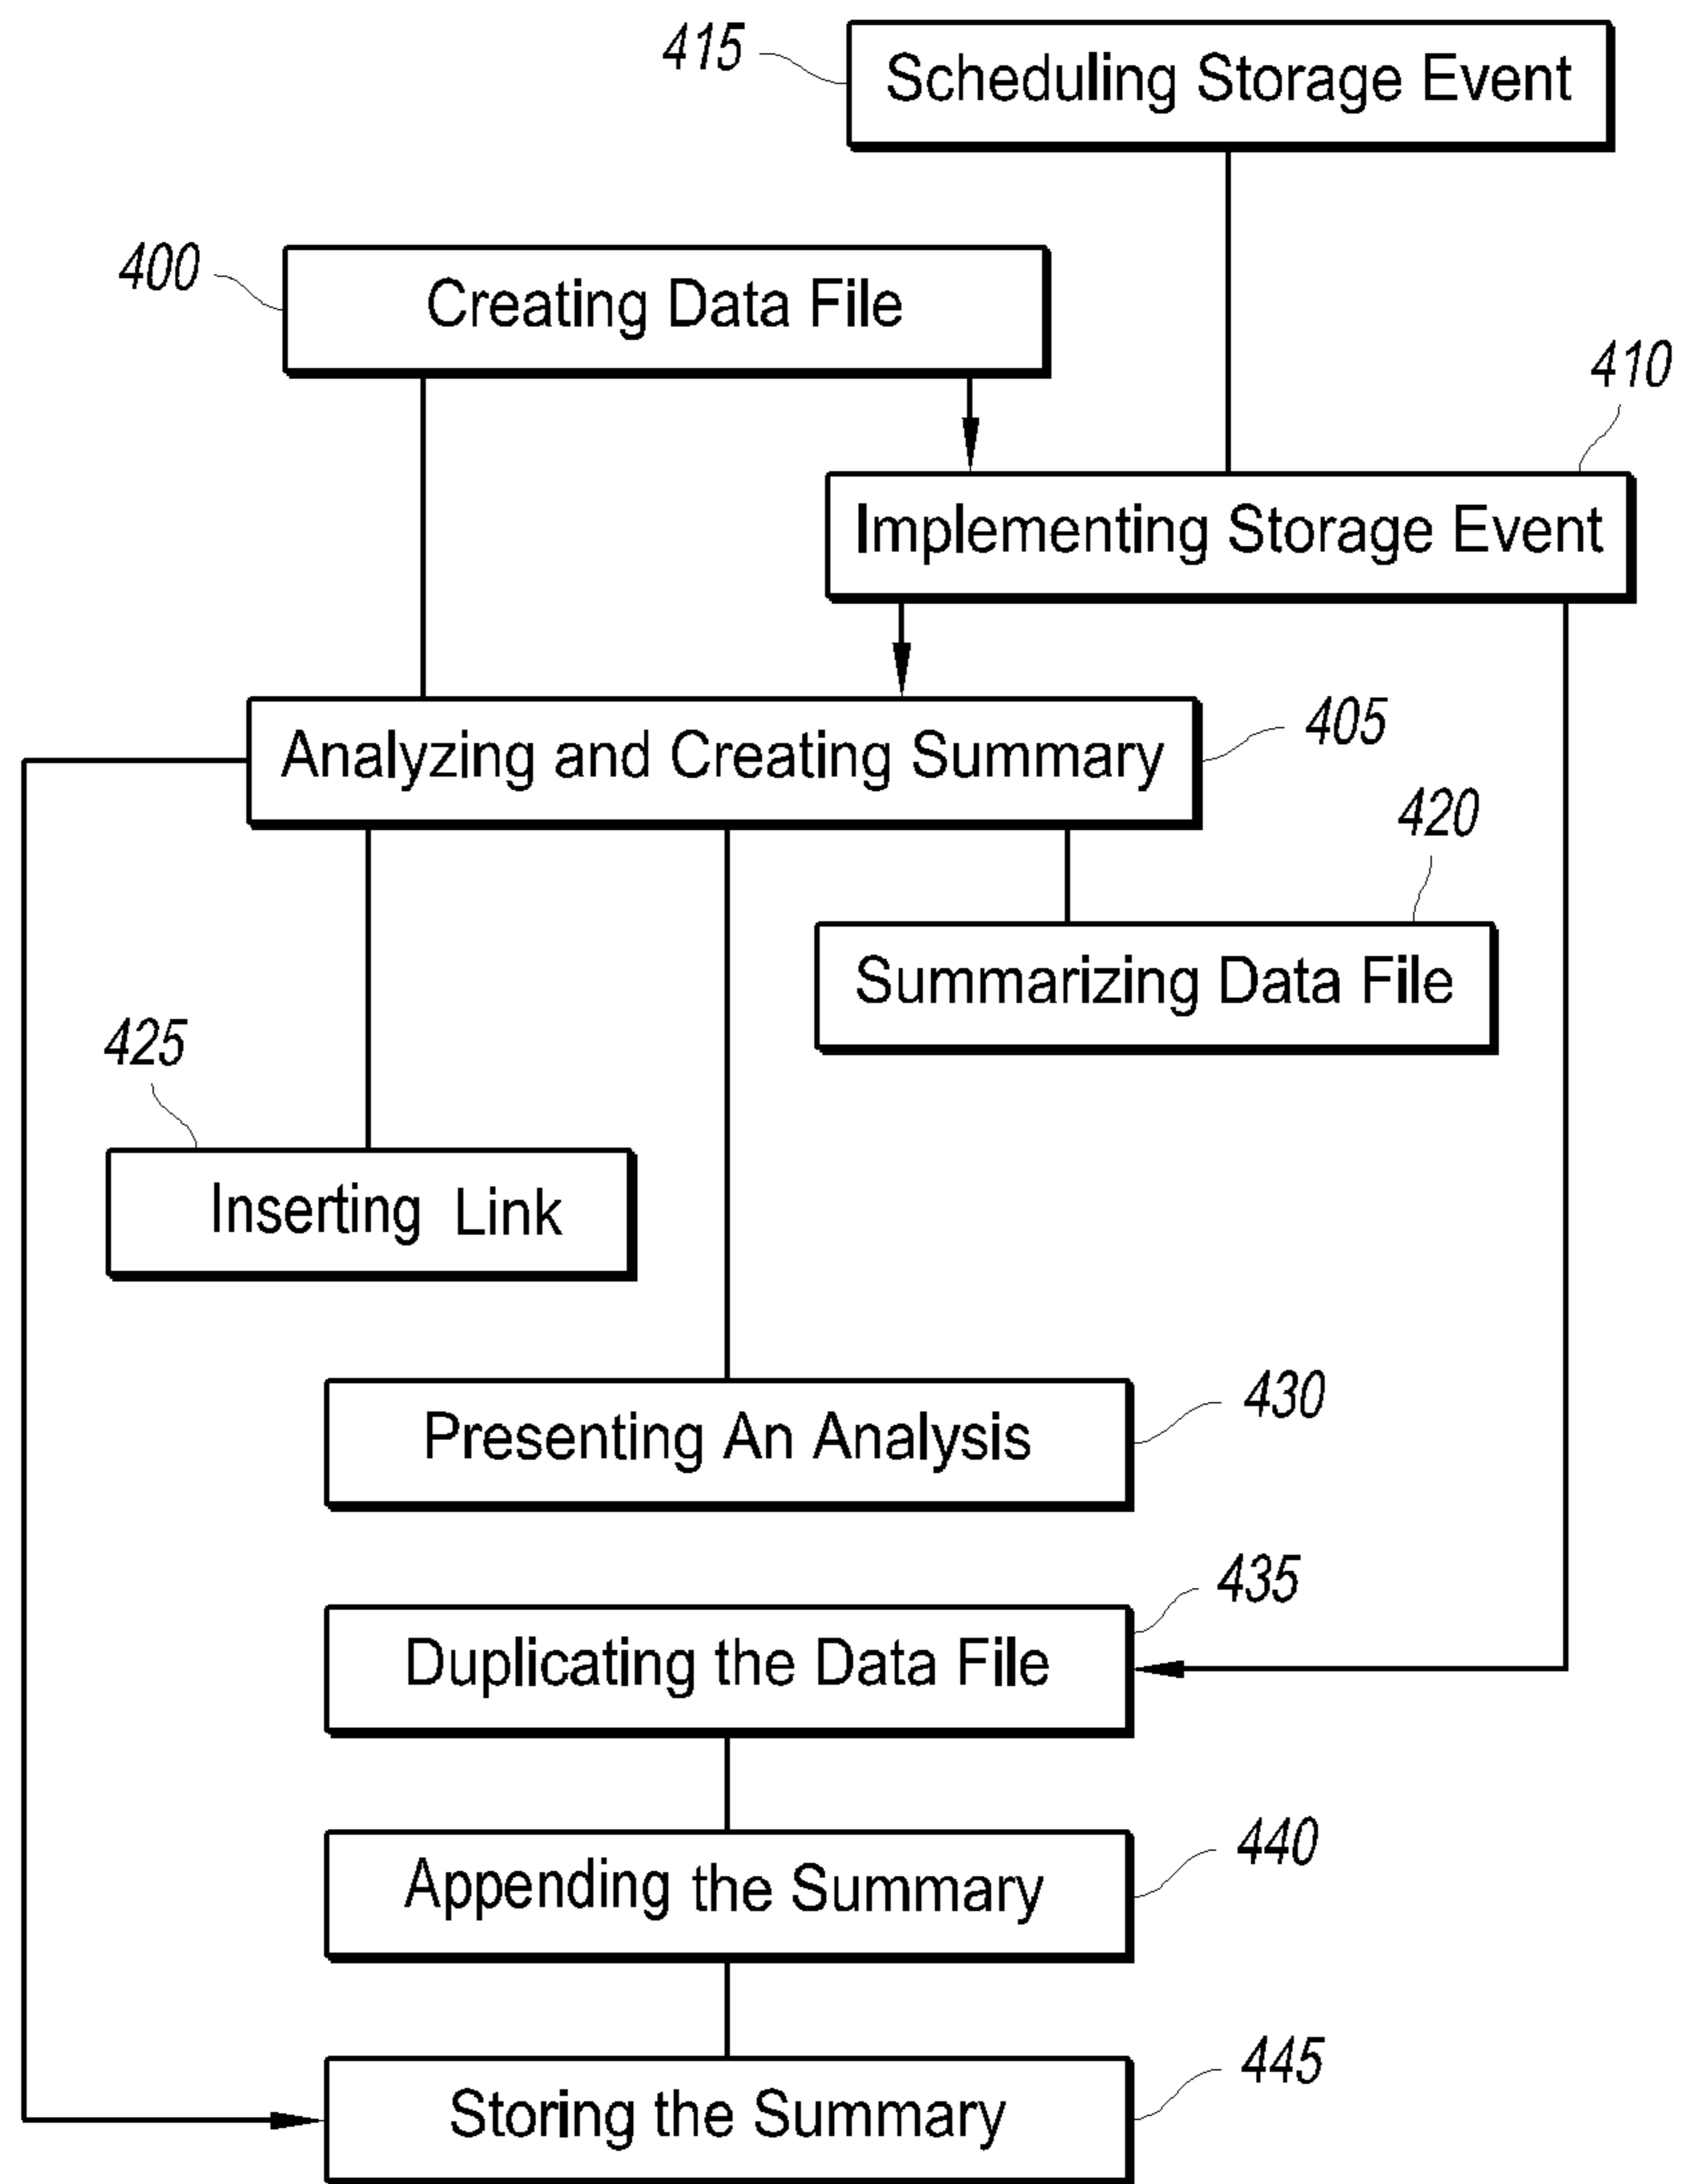 415
Scheduling Storage Event
400
Creating Data File
410
Implementing Storage Event
Analyzing and Creating Summary
405
420
Summarizing Data File
425
Inserting Link
Presenting An Analysis
430
435
Duplicating the Data File
440
Appending the Summary
445
Storing the Summary